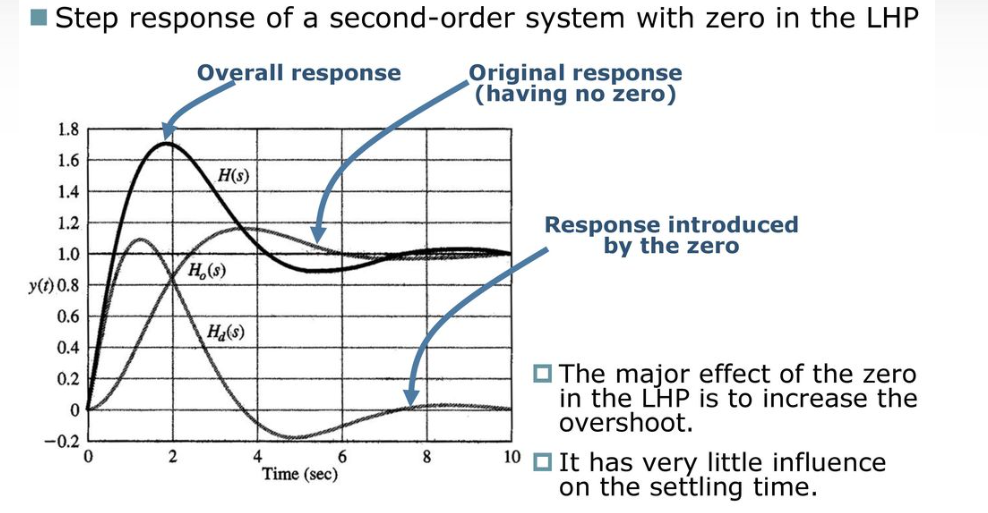 Step response of a second-order system with zero in the LHP
Overall response
Original response
(having no zero)
1.8
1.6
1.4
1.2
1.0
y(t) 0.8
0.6
0.4
0.2
0
−0.2
H(s)
Hₒ(s)
H_d(s)
0 2 4 6 8 10
Time (sec)
Response introduced
by the zero
The major effect of the zero
in the LHP is to increase the
overshoot.
It has very little influence
on the settling time.